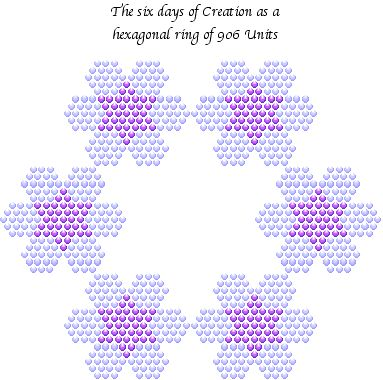 The six days of Creation as a
hexagonal ring of 906 Units